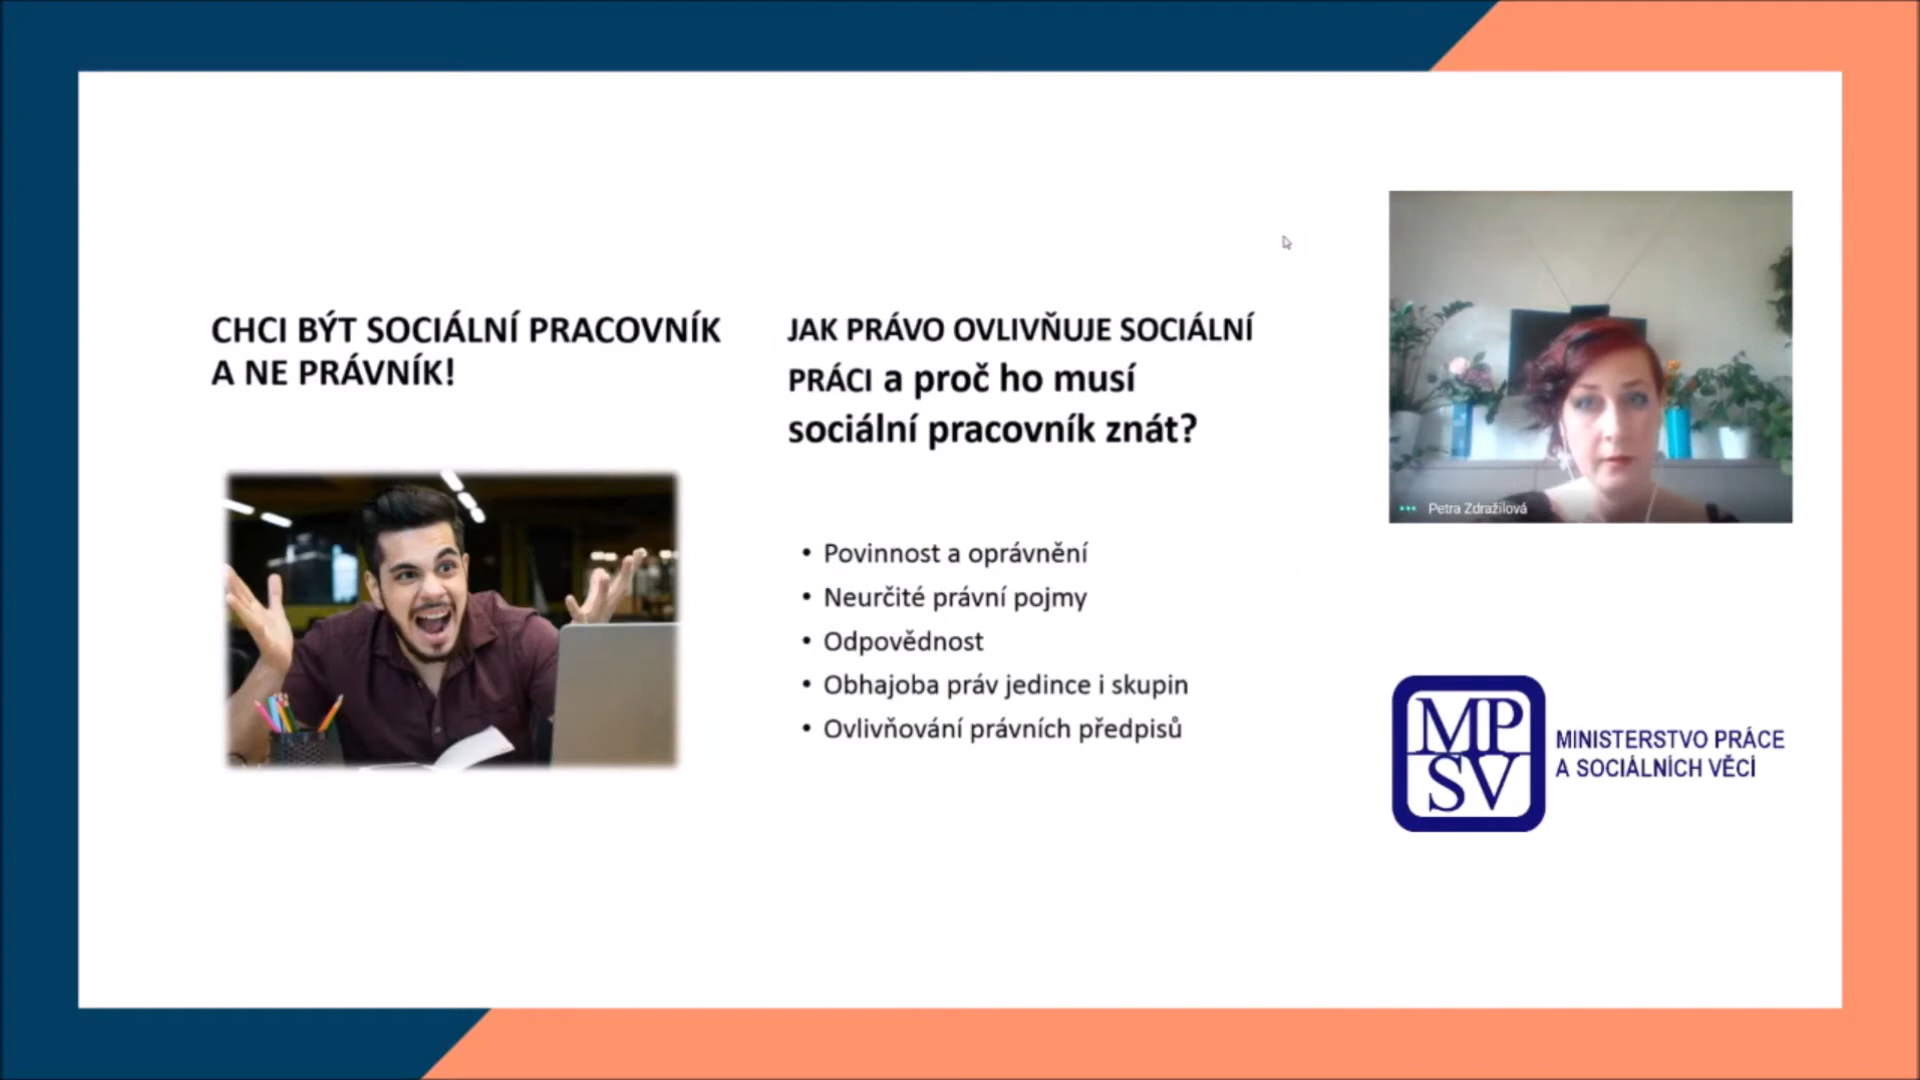 CHCI BÝT SOCIÁLNÍ PRACOVNÍK
A NE PRÁVNÍK!
JAK PRÁVO OVLIVŇUJE SOCIÁLNÍ
PRÁCI a proč ho musí
sociální pracovník znát?
• Povinnost a oprávnění
• Neurčité právní pojmy
• Odpovědnost
• Obhajoba práv jedince i skupin
• Ovlivňování právních předpisů
Petra Zdražilová
MP
SV
MINISTERSTVO PRÁCE
A SOCIÁLNÍCH VĚCÍ